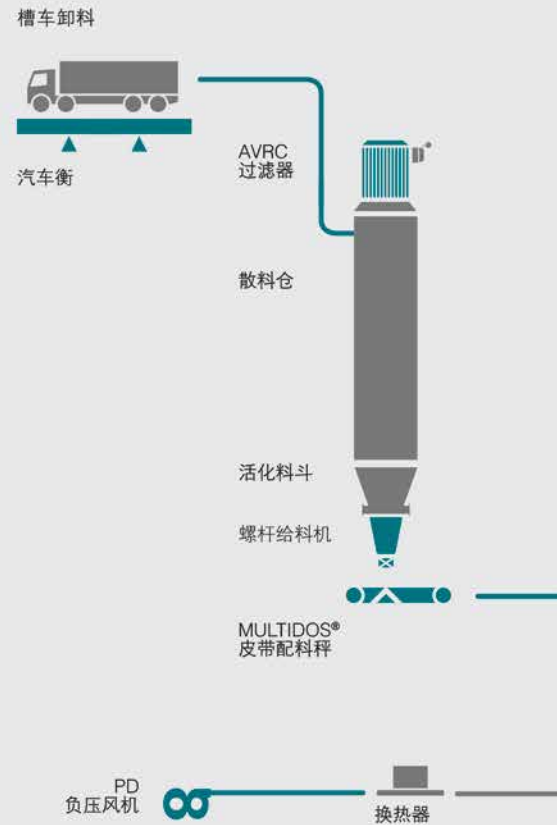 槽车卸料
汽车衡
AVRC
过滤器
散料仓
活化料斗
螺杆给料机
MULTIDOS®
皮带配料秤
PD
负压风机
换热器